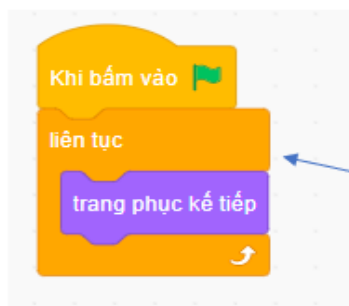 Khi bấm vào
liên tục
trang phục kế tiếp